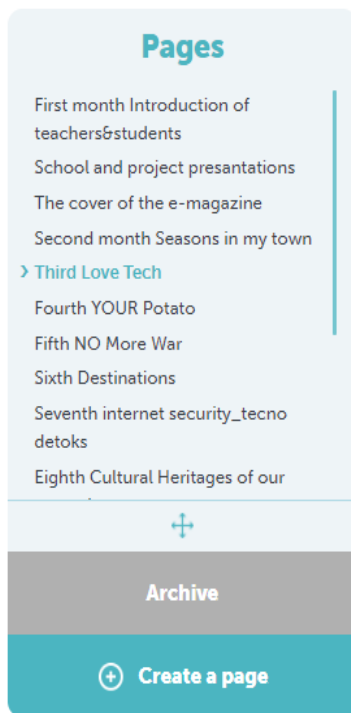 Pages
First month Introduction of
teachers&students
School and project presantations
The cover of the e-magazine
Second month Seasons in my town
Third Love Tech
Fourth YOUR Potato
Fifth NO More War
Sixth Destinations
Seventh internet security_tecno
detoks
Eighth Cultural Heritages of our
Archive
Create a page